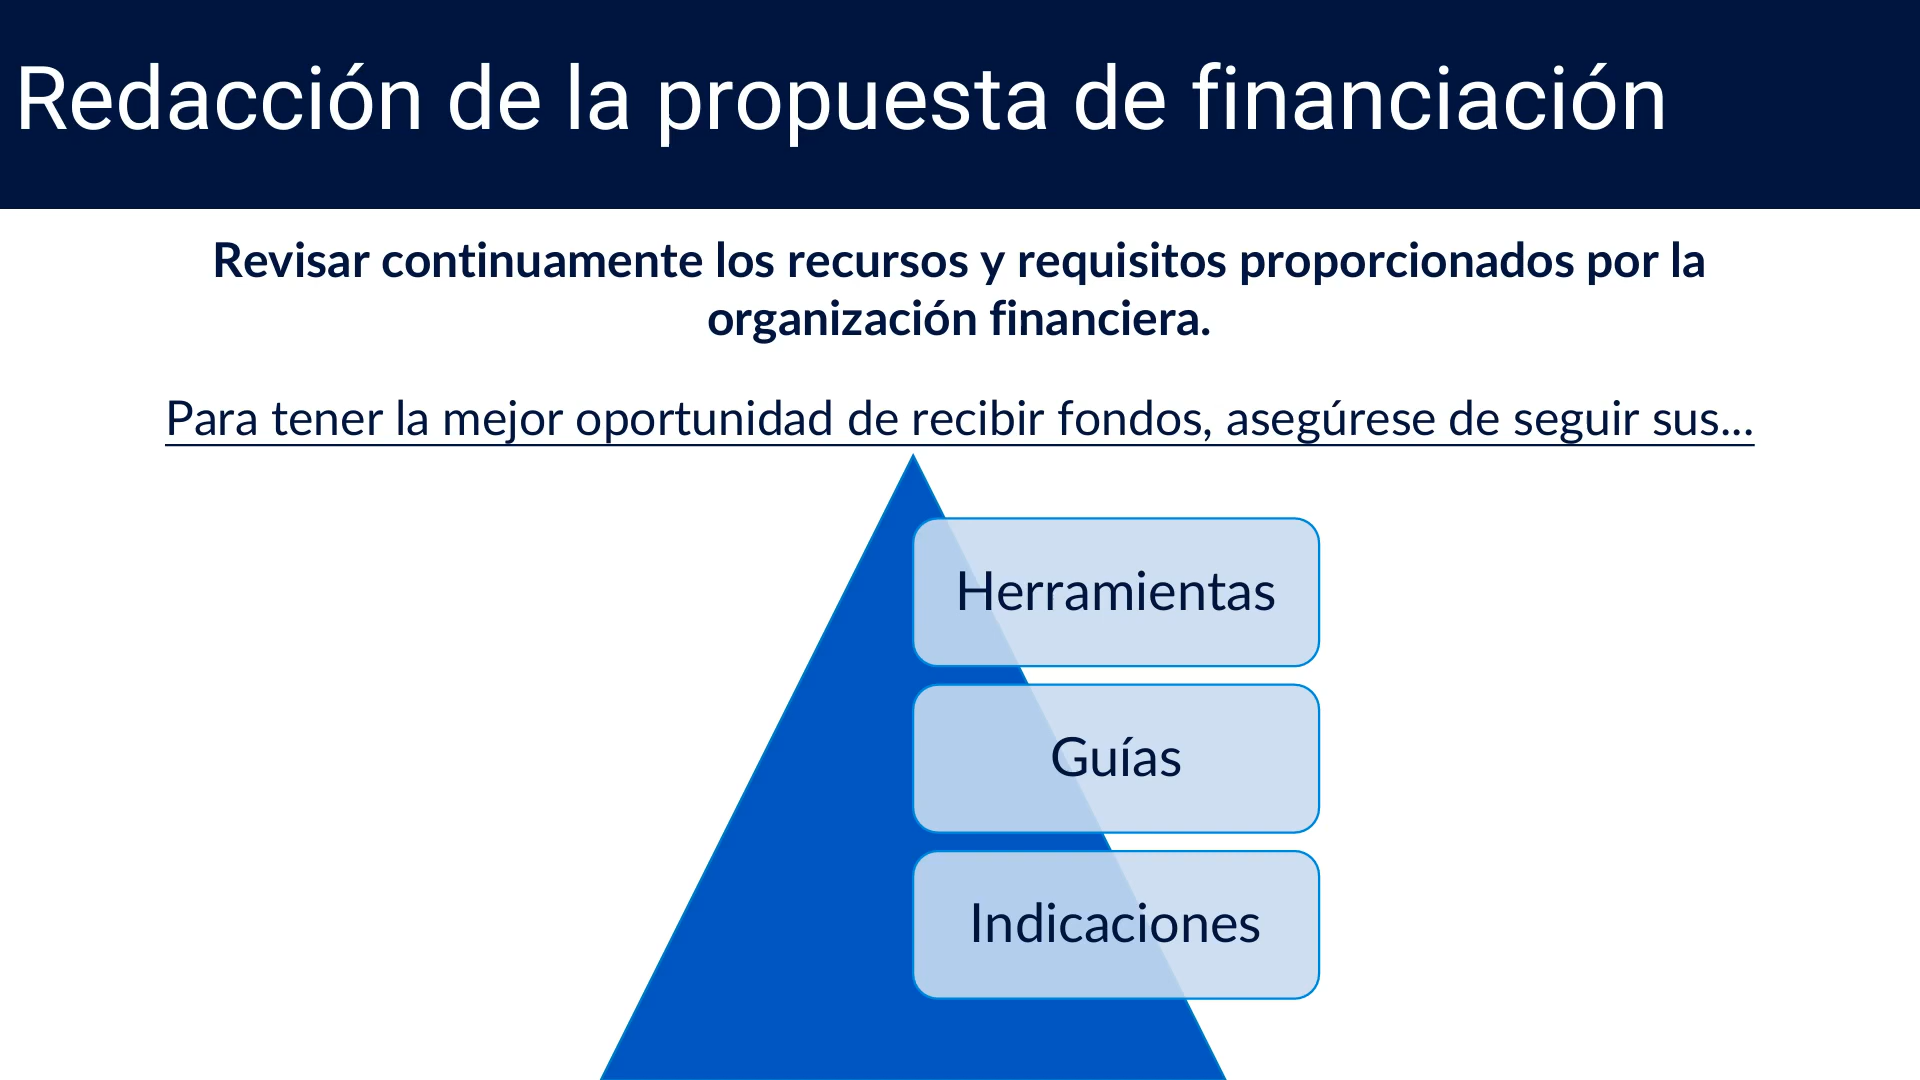 Redacción de la propuesta de financiación
Revisar continuamente los recursos y requisitos proporcionados por la
organización financiera.
Para tener la mejor oportunidad de recibir fondos, asegúrese de seguir sus...
Herramientas
Guías
Indicaciones